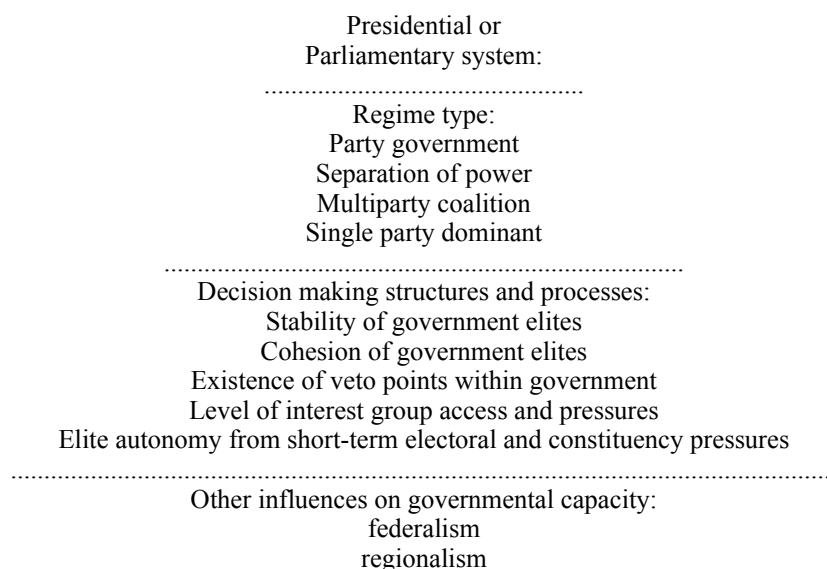 Presidential or
Parliamentary system:
...............................................
Regime type:
Party government
Separation of power
Multiparty coalition
Single party dominant
..............................................................................
Decision making structures and processes:
Stability of government elites
Cohesion of government elites
Existence of veto points within government
Level of interest group access and pressures
Elite autonomy from short-term electoral and constituency pressures
............................................................................................................................
Other influences on governmental capacity:
federalism
regionalism